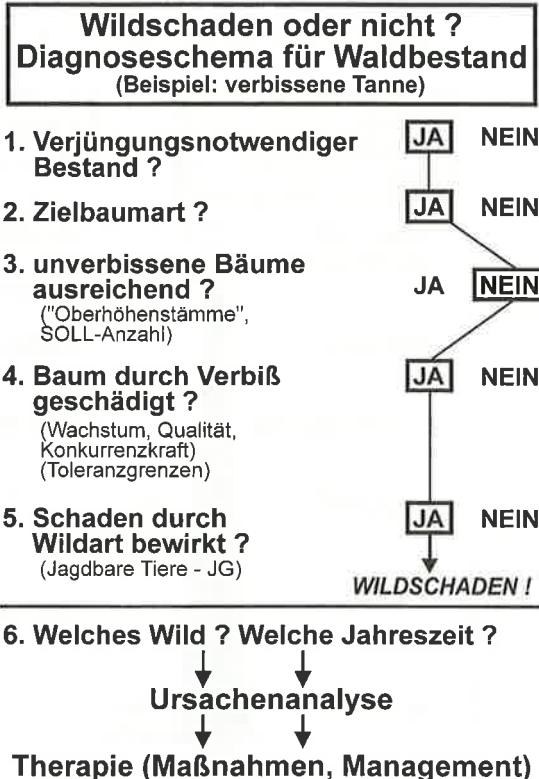 Wildschaden oder nicht ?
Diagnoseschema für Waldbestand
(Beispiel: verbissene Tanne)
1. Verjüngungsnotwendiger JA NEIN
Bestand ?
2. Zielbaumart ? JA NEIN
3. unverbissene Bäume
ausreichend ? JA NEIN
("Oberhöhenstämme",
SOLL-Anzahl)
4. Baum durch Verbiß JA NEIN
geschädigt ?
(Wachstum, Qualität,
Konkurrenzkraft)
(Toleranzgrenzen)
5. Schaden durch JA NEIN
Wildart bewirkt ?
(Jagdbare Tiere - JG)
WILDSCHADEN !
6. Welches Wild ? Welche Jahreszeit ?
Ursachenanalyse
Therapie (Maßnahmen, Management)